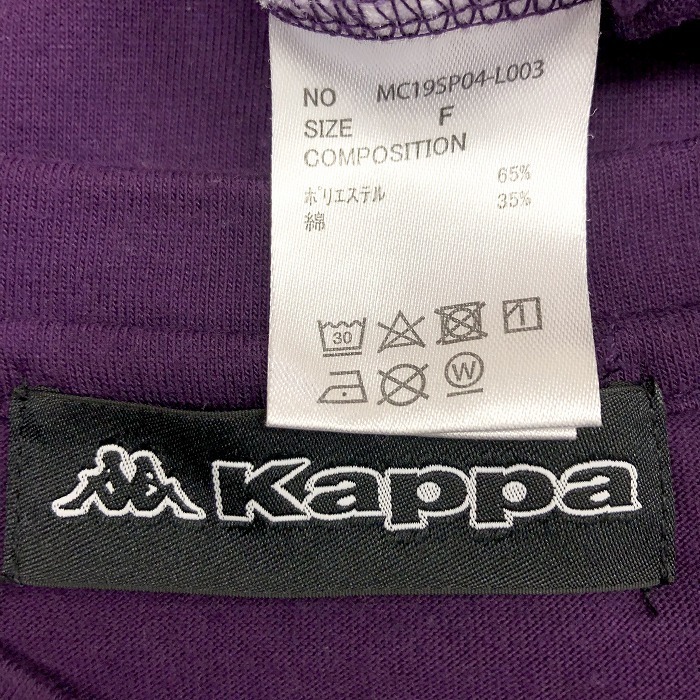 NO MC19SP04-L003
SIZE F
COMPOSITION
ポリエステル 65%
綿 35%
30
W
Kappa